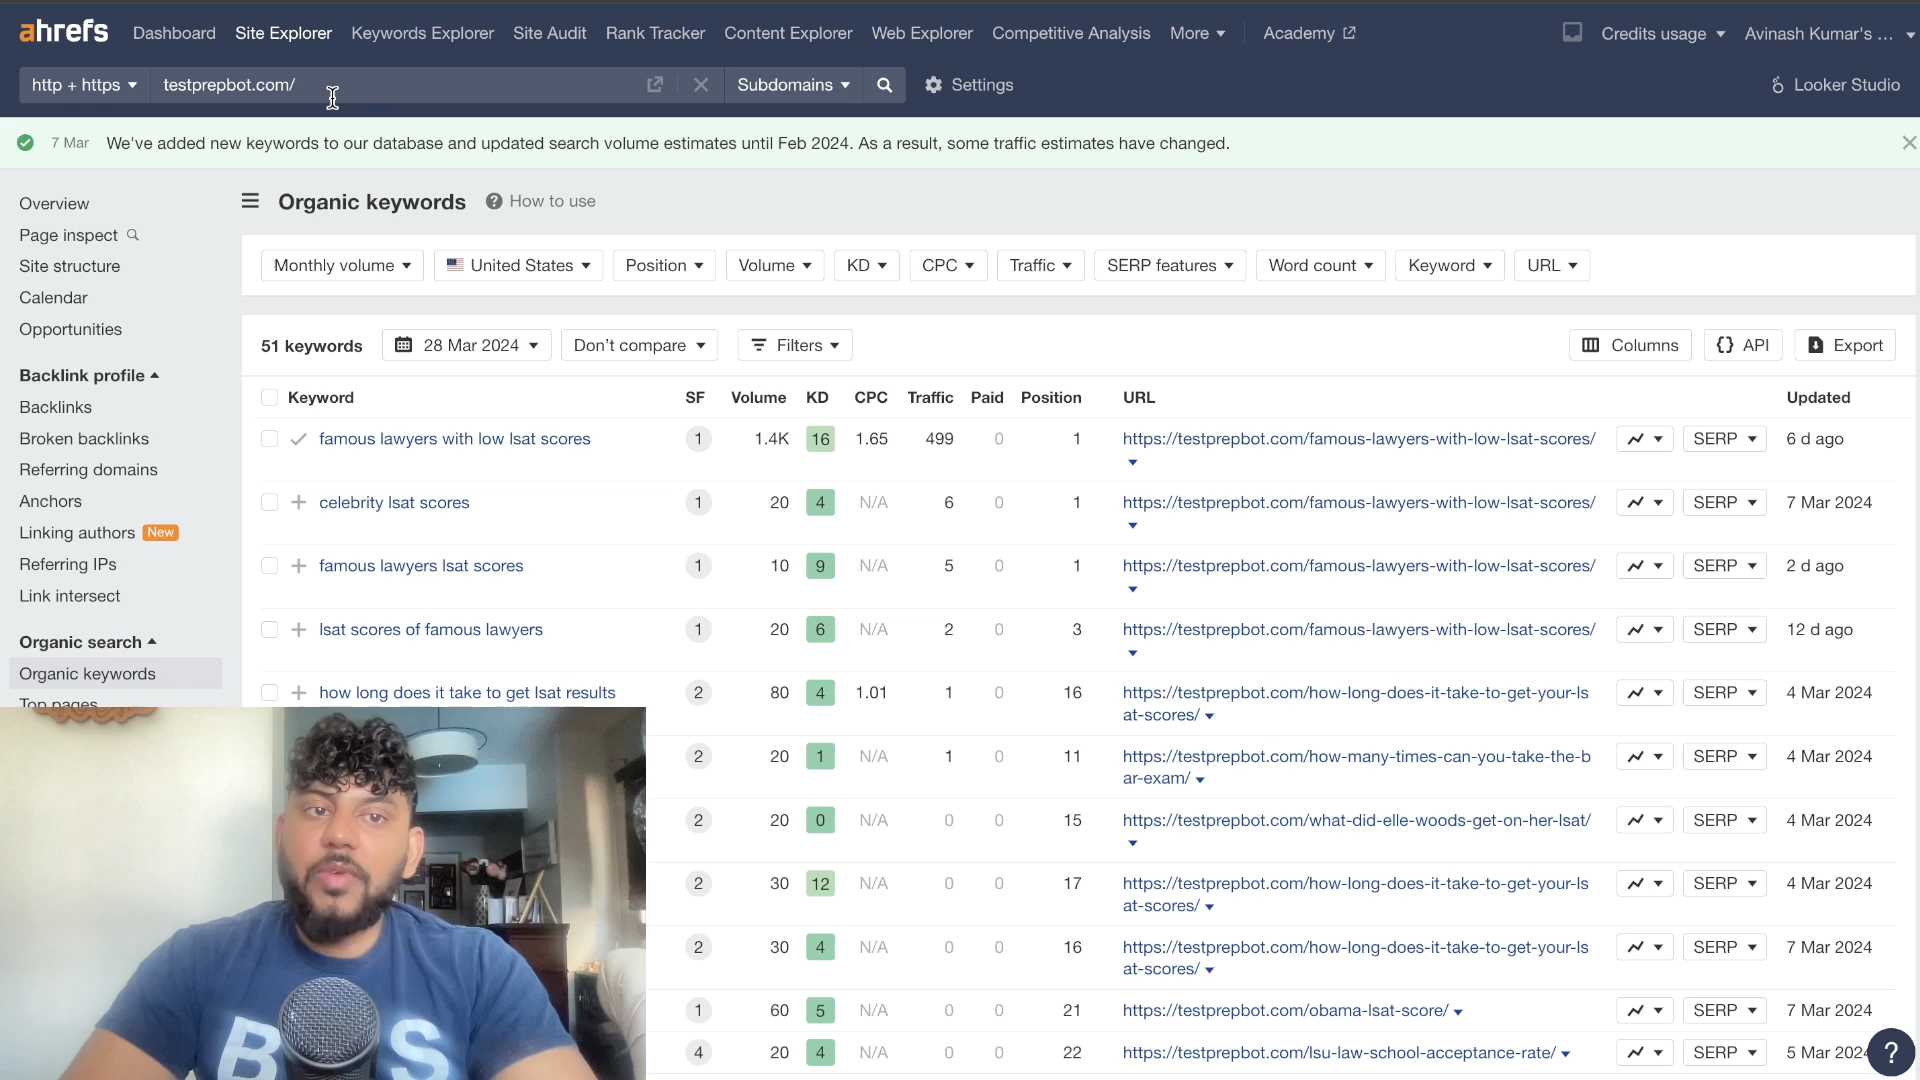 ahrefs Dashboard Site Explorer Keywords Explorer Site Audit Rank Tracker Content Explorer Web Explorer Competitive Analysis More Academy Credits usage Avinash Kumar's ...
http + https testprepbot.com/ Subdomains Settings Looker Studio
7 Mar We've added new keywords to our database and updated search volume estimates until Feb 2024. As a result, some traffic estimates have changed.
Overview
Page inspect
Site structure
Calendar
Opportunities
Backlink profile
Backlinks
Broken backlinks
Referring domains
Anchors
Linking authors New
Referring IPs
Link intersect
Organic search
Organic keywords
Top pages
Organic keywords ? How to use
Monthly volume United States Position Volume KD CPC Traffic SERP features Word count Keyword URL
51 keywords 28 Mar 2024 Don't compare Filters Columns {} API Export
Keyword SF Volume KD CPC Traffic Paid Position URL Updated
famous lawyers with low lsat scores 1 1.4K 16 1.65 499 0 1 https://testprepbot.com/famous-lawyers-with-low-lsat-scores/ SERP 6 d ago
celebrity lsat scores 1 20 4 N/A 6 0 1 https://testprepbot.com/famous-lawyers-with-low-lsat-scores/ SERP 7 Mar 2024
famous lawyers lsat scores 1 10 9 N/A 5 0 1 https://testprepbot.com/famous-lawyers-with-low-lsat-scores/ SERP 2 d ago
lsat scores of famous lawyers 1 20 6 N/A 2 0 3 https://testprepbot.com/famous-lawyers-with-low-lsat-scores/ SERP 12 d ago
how long does it take to get lsat results 2 80 4 1.01 1 0 16 https://testprepbot.com/how-long-does-it-take-to-get-your-ls SERP 4 Mar 2024
at-scores/
2 20 1 N/A 1 0 11 https://testprepbot.com/how-many-times-can-you-take-the-b SERP 4 Mar 2024
ar-exam/
2 20 0 N/A 0 0 15 https://testprepbot.com/what-did-elle-woods-get-on-her-lsat/ SERP 4 Mar 2024
2 30 12 N/A 0 0 17 https://testprepbot.com/how-long-does-it-take-to-get-your-ls SERP 4 Mar 2024
at-scores/
2 30 4 N/A 0 0 16 https://testprepbot.com/how-long-does-it-take-to-get-your-ls SERP 7 Mar 2024
at-scores/
1 60 5 N/A 0 0 21 https://testprepbot.com/obama-lsat-score/ SERP 7 Mar 2024
4 20 4 N/A 0 0 22 https://testprepbot.com/lsu-law-school-acceptance-rate/ SERP 5 Mar 2024
?
B S